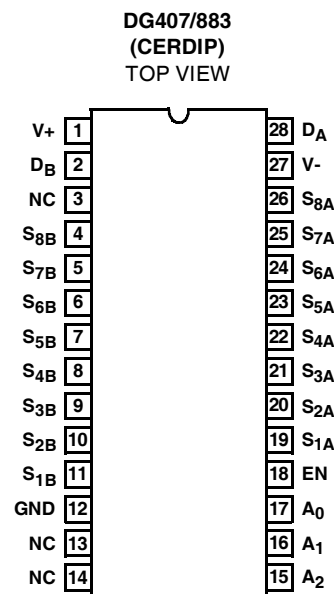 DG407/883
(CERDIP)
TOP VIEW
V+ 1 28 DA
DB 2 27 V-
NC 3 26 S8A
S8B 4 25 S7A
S7B 5 24 S6A
S6B 6 23 S5A
S5B 7 22 S4A
S4B 8 21 S3A
S3B 9 20 S2A
S2B 10 19 S1A
S1B 11 18 EN
GND 12 17 A0
NC 13 16 A1
NC 14 15 A2